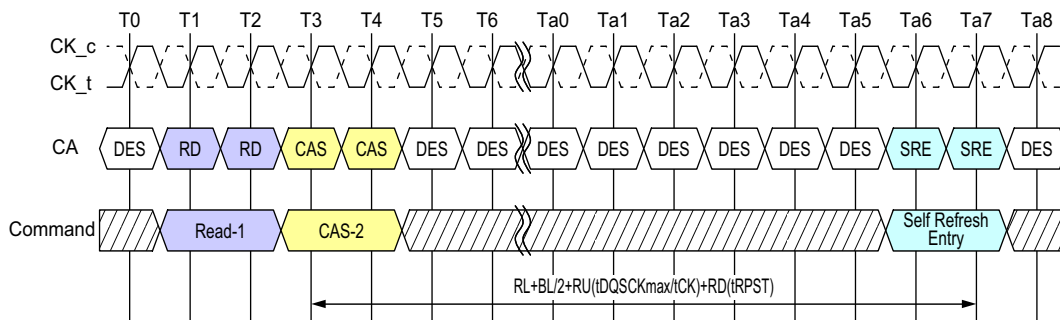 T0 T1 T2 T3 T4 T5 T6 Ta0 Ta1 Ta2 Ta3 Ta4 Ta5 Ta6 Ta7 Ta8
CK_c
CK_t
CA DES RD RD CAS CAS DES DES DES DES DES DES DES DES SRE SRE DES
Command Read-1 CAS-2 Self Refresh
Entry
RL+BL/2+RU(tDQSCKmax/tCK)+RD(tRPST)